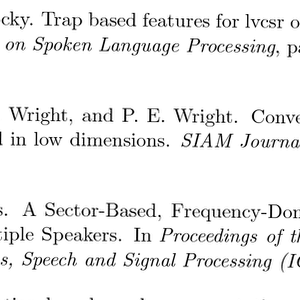 cky. Trap based features for lvcsr o
on Spoken Language Processing, pa
Wright, and P. E. Wright. Conve
l in low dimensions. SIAM Journa
s. A Sector-Based, Frequency-Dom
tiple Speakers. In Proceedings of th
s, Speech and Signal Processing (IC